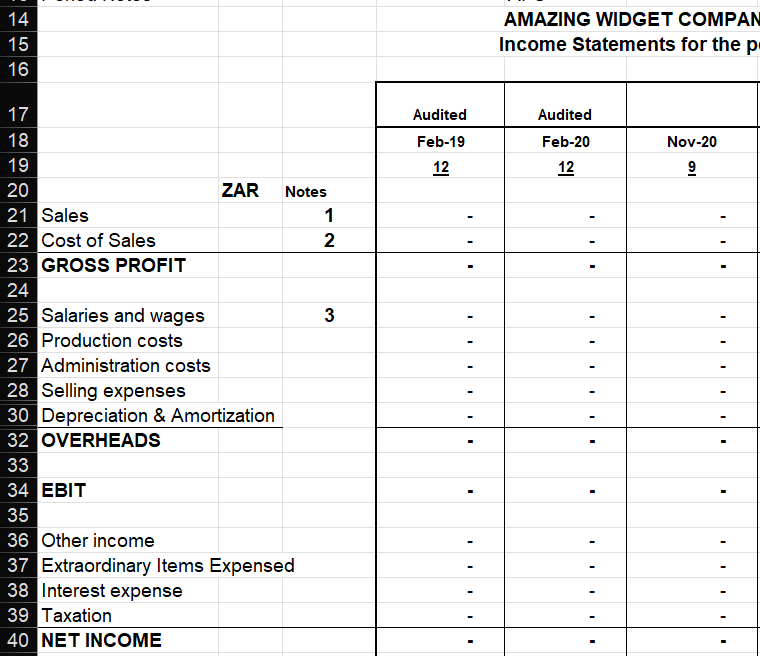 14 AMAZING WIDGET COMPAN
15 Income Statements for the p
16
17 Audited Audited
18 Feb-19 Feb-20 Nov-20
19 12 12 9
20 ZAR Notes
21 Sales 1 - - -
22 Cost of Sales 2 - - -
23 GROSS PROFIT - - -
24
25 Salaries and wages 3 - - -
26 Production costs - - -
27 Administration costs - - -
28 Selling expenses - - -
30 Depreciation & Amortization - - -
32 OVERHEADS - - -
33
34 EBIT - - -
35
36 Other income - - -
37 Extraordinary Items Expensed - - -
38 Interest expense - - -
39 Taxation - - -
40 NET INCOME - - -